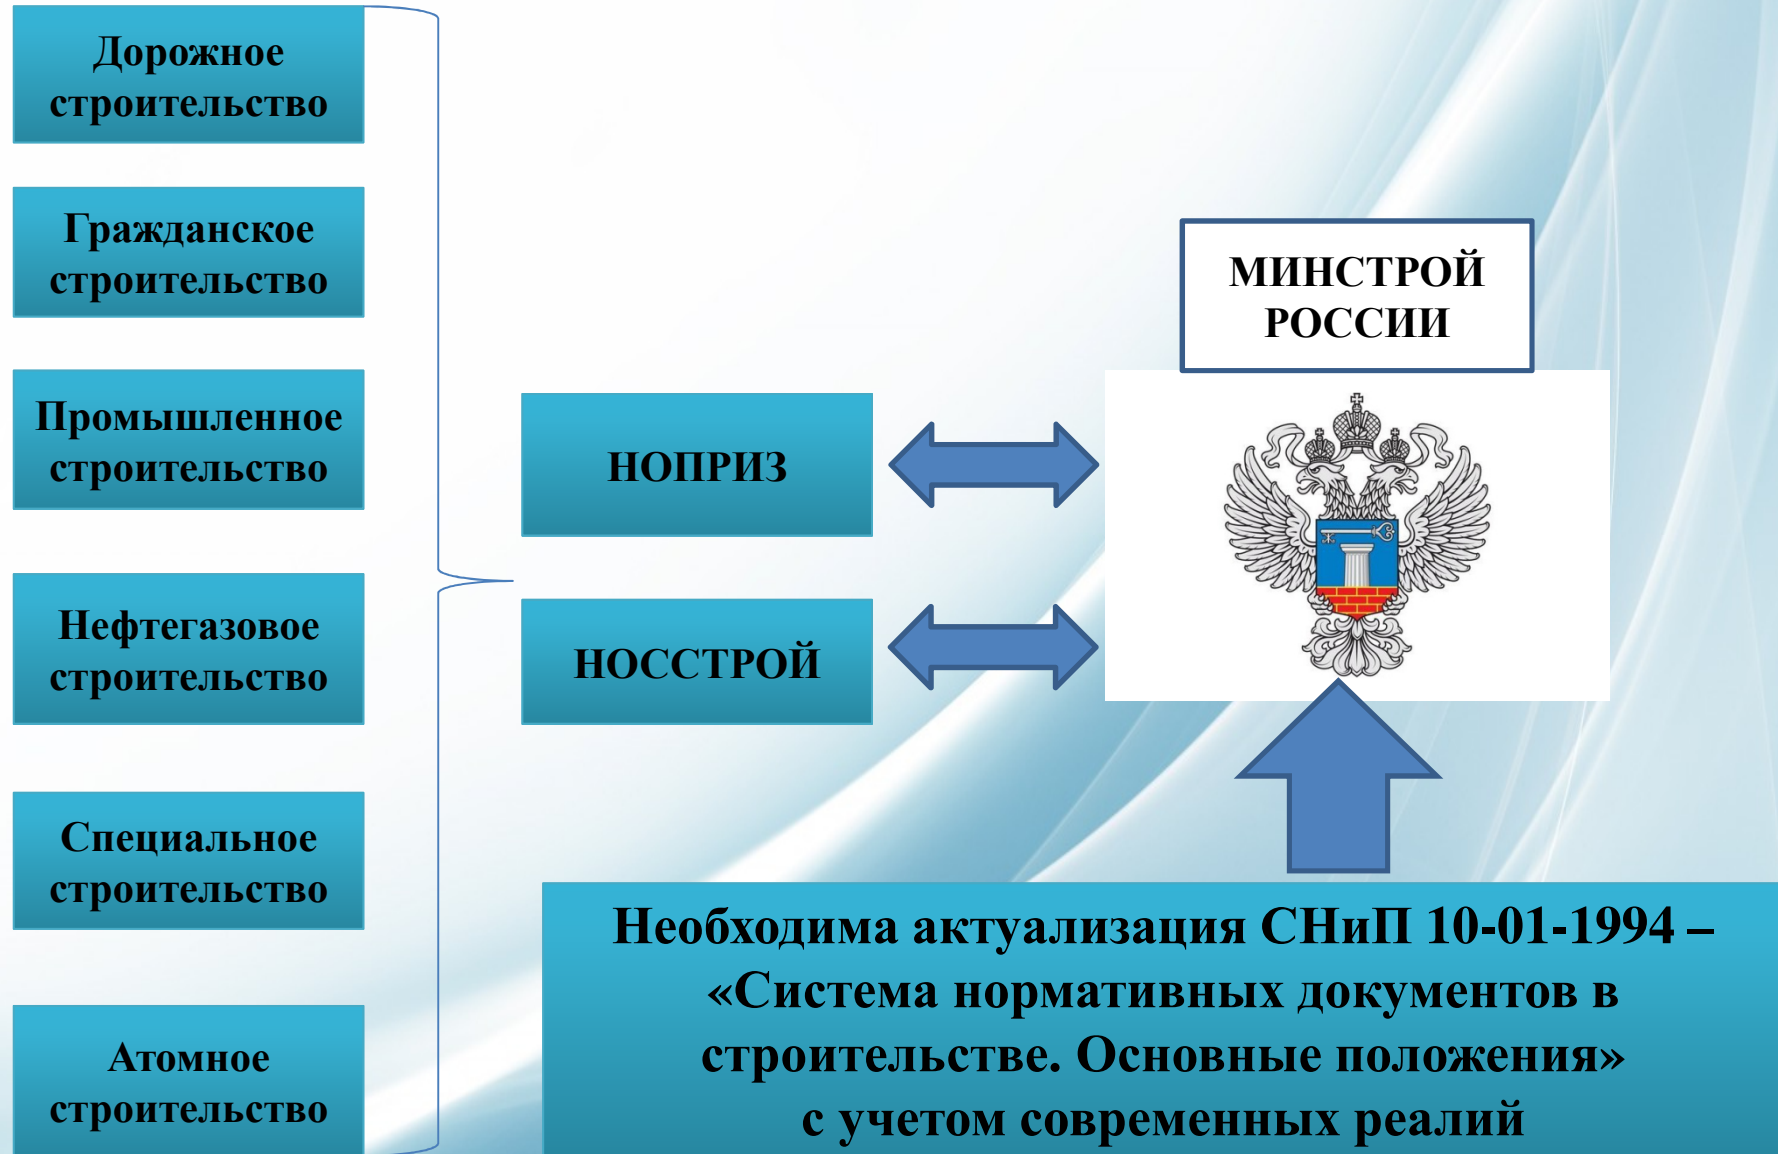 Дорожное
строительство
Гражданское
строительство
Промышленное
строительство
Нефтегазовое
строительство
Специальное
строительство
Атомное
строительство
НОПРИЗ
НОССТРОЙ
МИНСТРОЙ
РОССИИ
Необходима актуализация СНиП 10-01-1994 –
«Система нормативных документов в
строительстве. Основные положения»
с учетом современных реалий